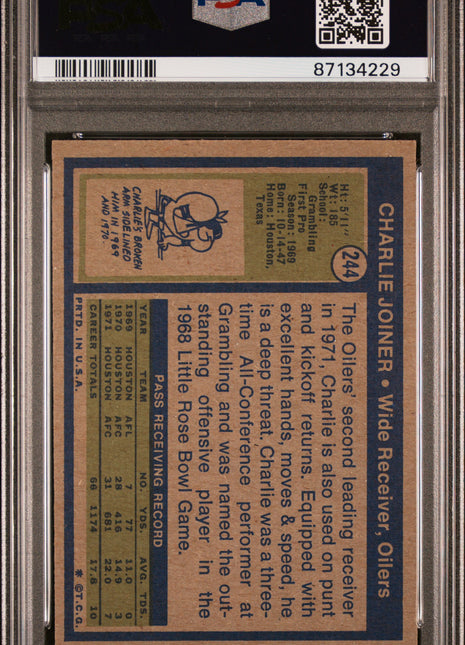 PSA
87134229
CHARLIE JOINER • Wide Receiver, Oilers
244
Ht: 5'11"
Wt: 185
School:
Grambling
First Pro
Season: 1969
Born: 10-14-47
Home: Houston,
Texas
CHARLIE'S BROKEN
ARM SIDELINED
HIM IN 1969
AND 1970
The Oilers' second leading receiver
in 1971, Charlie is also used on punt
and kickoff returns. Equipped with
excellent hands, moves & speed, he
is a deep threat. Charlie was a three-
time All-Conference performer at
Grambling and was named the out-
standing offensive player in the
1968 Little Rose Bowl Game.
PASS RECEIVING RECORD
YEAR TEAM NO. YDS. AVG. TDS.
1969 HOUSTON AFL 7 77 11.0 0
1970 HOUSTON AFC 28 416 14.9 3
1971 HOUSTON AFC 31 681 22.0 7
CAREER TOTALS 66 1174 17.8 10
PRTD. IN U.S.A.
* ©T.C.G.